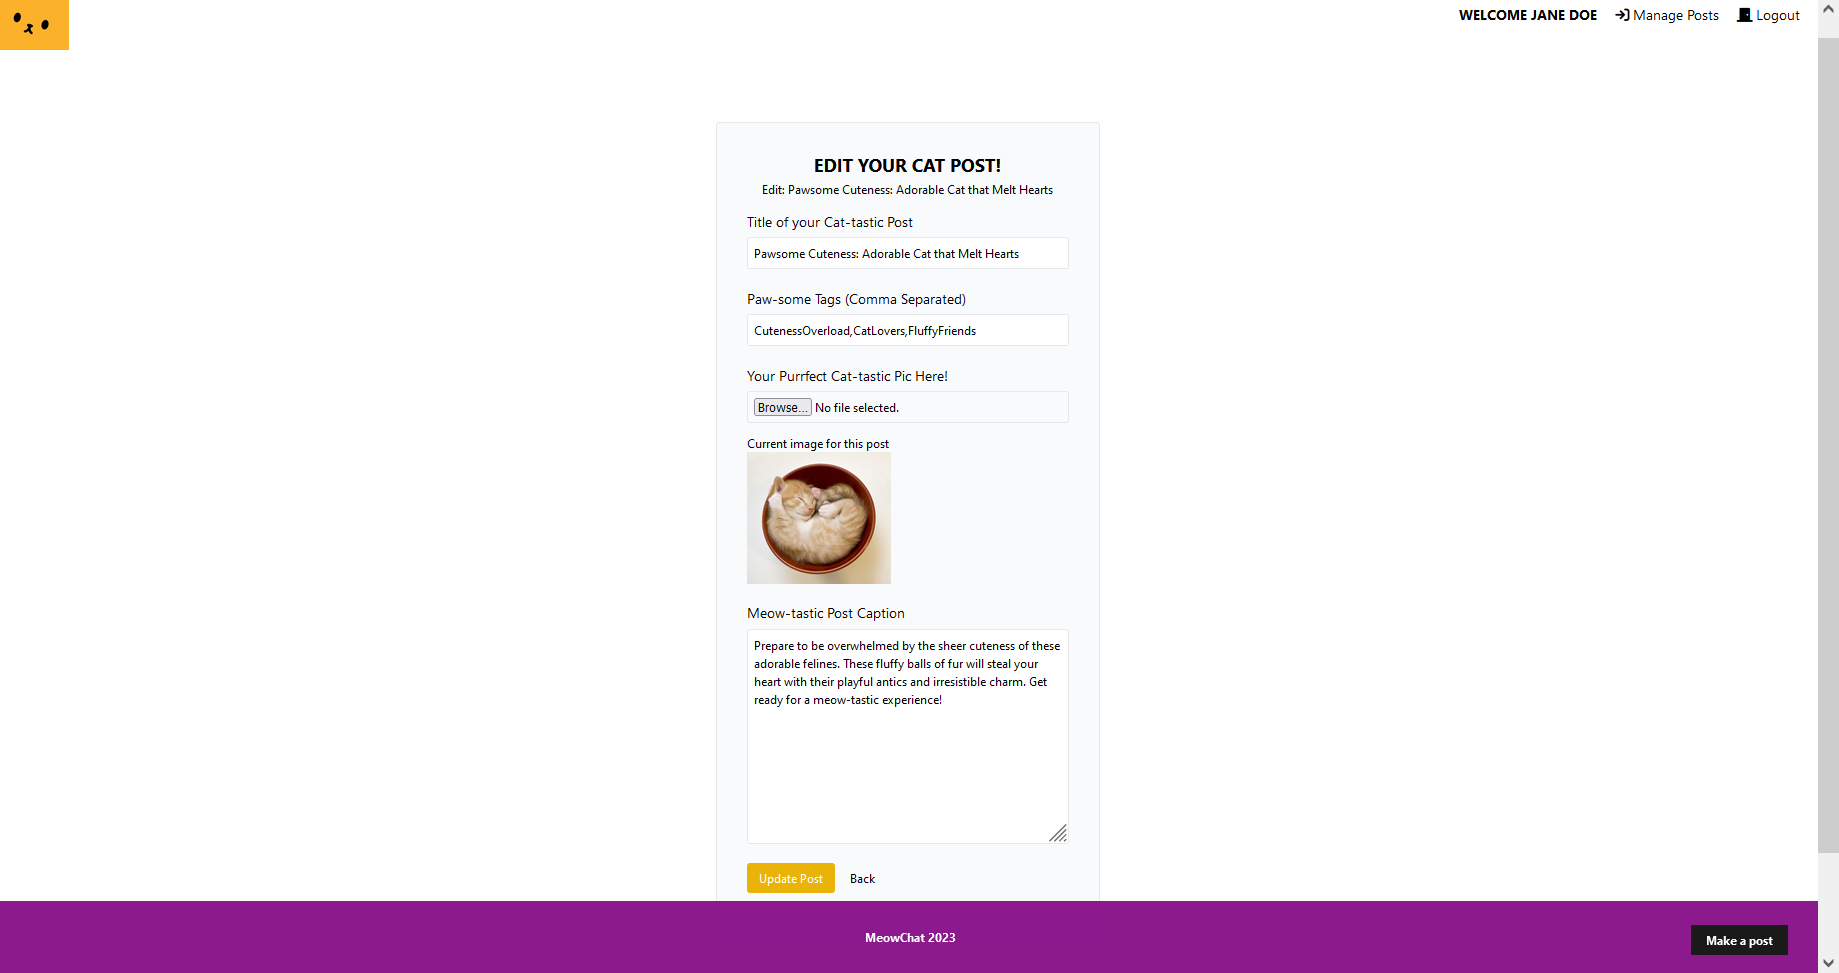 WELCOME JANE DOE Manage Posts Logout
EDIT YOUR CAT POST!
Edit: Pawsome Cuteness: Adorable Cat that Melt Hearts
Title of your Cat-tastic Post
Pawsome Cuteness: Adorable Cat that Melt Hearts
Paw-some Tags (Comma Separated)
CutenessOverload,CatLovers,FluffyFriends
Your Purrfect Cat-tastic Pic Here!
Browse... No file selected.
Current image for this post
Meow-tastic Post Caption
Prepare to be overwhelmed by the sheer cuteness of these
adorable felines. These fluffy balls of fur will steal your
heart with their playful antics and irresistible charm. Get
ready for a meow-tastic experience!
Update Post Back
MeowChat 2023
Make a post